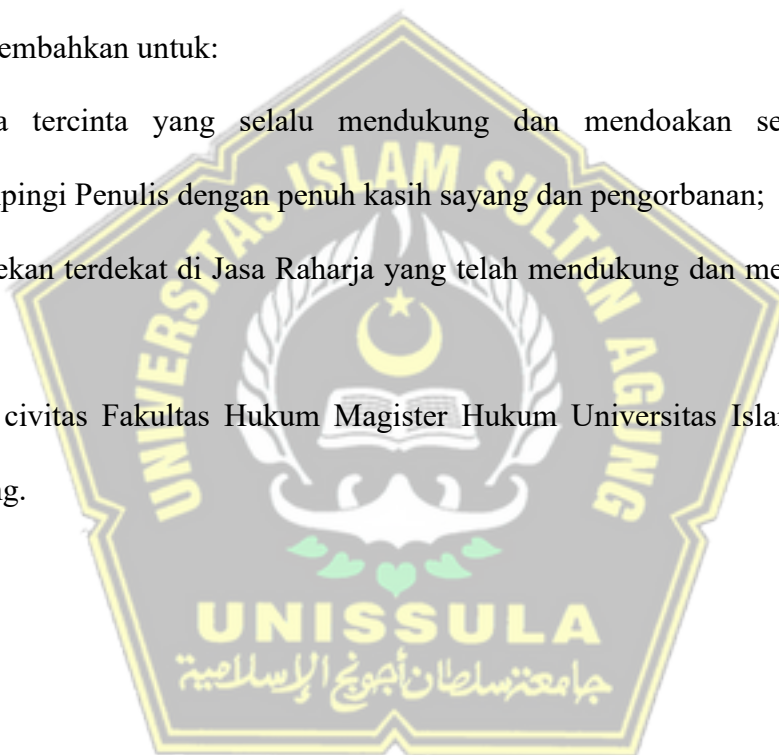 embahkan untuk:
a tercinta yang selalu mendukung dan mendoakan se
pingi Penulis dengan penuh kasih sayang dan pengorbanan;
ekan terdekat di Jasa Raharja yang telah mendukung dan me
civitas Fakultas Hukum Magister Hukum Universitas Isla
g.
UNIVERSITAS ISLAM SULTAN AGUNG
UNISSULA
جامعة سلطان أجونج الإسلامية